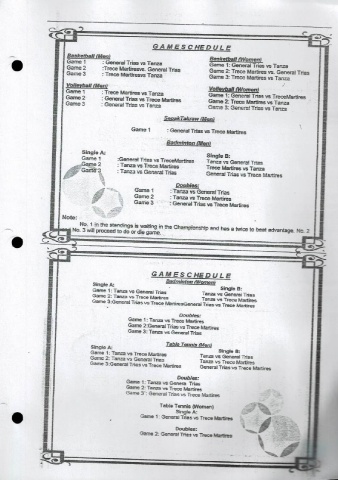 GAMESCHEDULE
Basketball (Men)
Game 1 : General Trias vs Tanza
Game 2 :Trece Martiresvs. General Trias
Game 3 : Trece Martiresvs Tanza
Basketball (Women)
Game 1: General Trias vs Tanza
Game 2: Trece Martires vs. General Trias
Game 3: Trece Martires vs Tanza
Volleyball (Men)
Game 1 : Trece Martires vs Tanza
Game 2 : General Trias vs Trece Martires
Game 3 : General Trias vs Tanza
Volleyball (Women)
Game 1: General Trias vs TreceMartires
Game 2: Trece Martires vs Tanza
Game 3: General Trias vs Tanza
SepakTakraw (Men)
Game 1 : General Trias vs Trece Martires
Badminton (Men)
Single A:
Game 1 :General Trias vs TreceMartires
Game 2 : Tanza vs Trece Martires
Game 3 : Tanza vs General Trias
Single B:
Tanza vs General Trias
Trece Martires vs Tanza
General Trias vs Trece Martires
Doubles:
Game 1 : Tanza vs General Trias
Game 2 : Tanza vs Trece Martires
Game 3 : General Trias vs Trece Martires
Note:
No. 1 in the standings is waiting in the Championship and has a twice to beat advantage. No. 2
No. 3 will proceed to do or die game.
GAMESCHEDULE
Badminton (Women)
Single A:
Game 1: Tanza vs General Trias
Game 2: Tanza vs Trece Martires
Game 3:General Trias vs Trece Martires
Single B:
Tanza vs General Trias
Tanza vs Trece Martires
General Trias vs Trece Martires
Doubles:
Game 1: Tanza vs Trece Martires
Game 2:General Trias vs Trece Martires
Game 3: Tanza vs General Trias
Table Tennis (Men)
Single A:
Game 1: Tanza vs Trece Martires
Game 2: Tanza vs General Trias
Game 3:General Trias vs Trece Martires
Single B:
Tanza vs General Trias
Tanza vs Trece Martires
General Trias vs Trece Martires
Doubles:
Game 1: Tanza vs General Trias
Game 2: Tanza vs Trece Martires
Game 3: General Trias vs Trece Martires
Table Tennis (Women)
Single A:
Game 1: General Trias vs Trece Martires
Doubles:
Game 2: General Trias vs Trece Martires